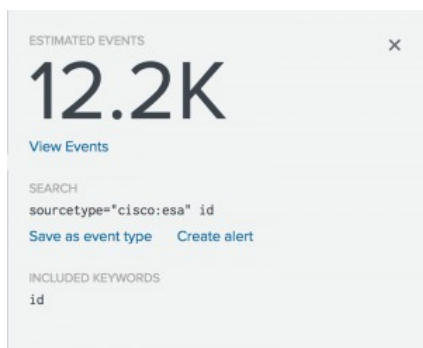 ESTIMATED EVENTS
12.2K
View Events
SEARCH
sourcetype="cisco:esa" id
Save as event type Create alert
INCLUDED KEYWORDS
id